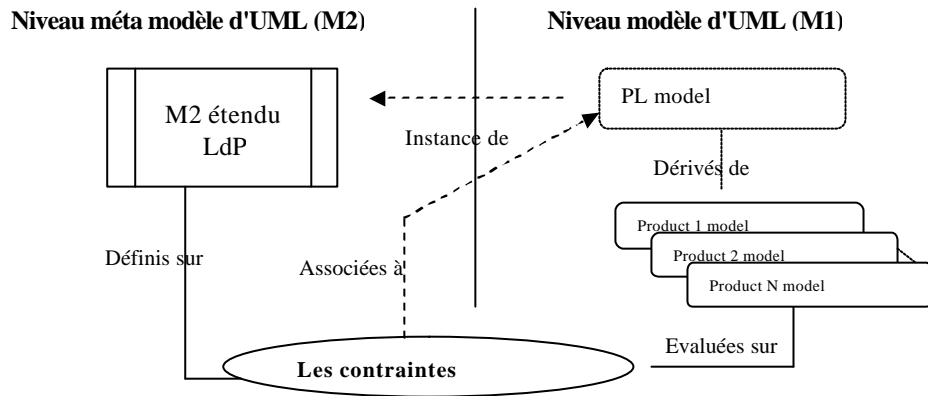 Niveau méta modèle d'UML (M2)
Niveau modèle d'UML (M1)
M2 étendu
LdP
PL model
Instance de
Dérivés de
Product 1 model
Product 2 model
Product N model
Définis sur
Associées à
Evaluées sur
Les contraintes